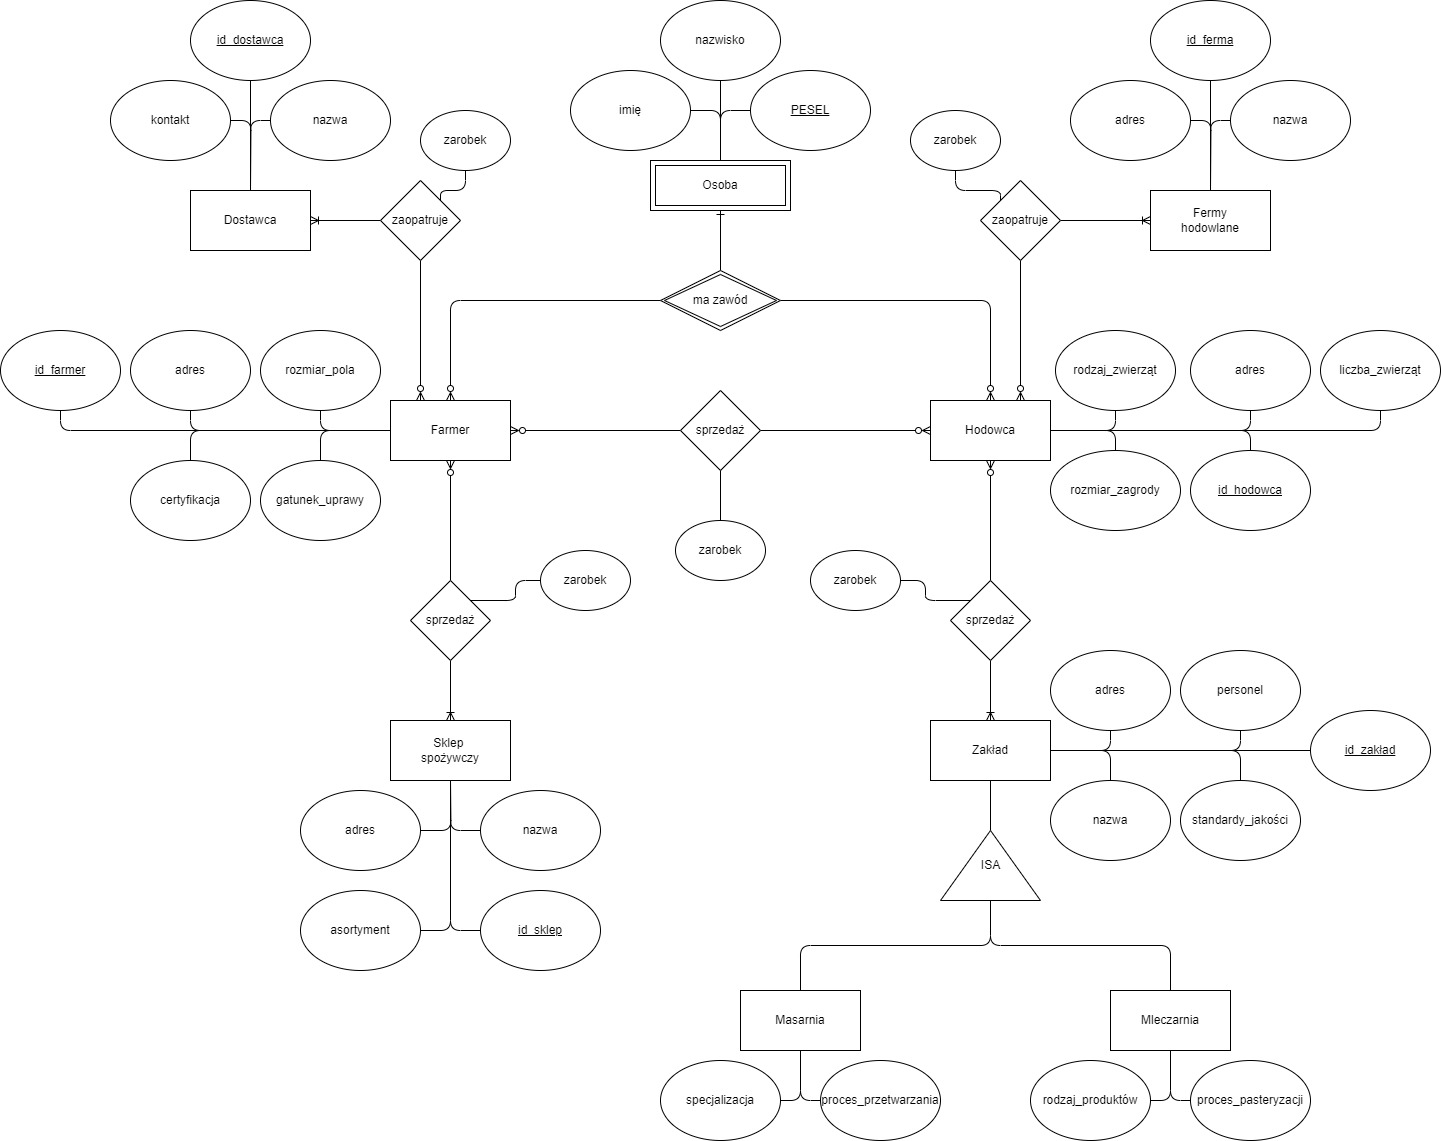 id_dostawca
nazwisko
id_ferma
kontakt
nazwa
imię
PESEL
adres
nazwa
zarobek
zarobek
Osoba
Dostawca
zaopatruje
zaopatruje
Fermy
hodowlane
ma zawód
id_farmer
adres
rozmiar_pola
rodzaj_zwierząt
adres
liczba_zwierząt
Farmer
sprzedaż
Hodowca
certyfikacja
gatunek_uprawy
rozmiar_zagrody
id_hodowca
zarobek
zarobek
zarobek
sprzedaż
sprzedaż
adres
personel
Sklep
spożywczy
Zakład
id_zakład
adres
nazwa
nazwa
standardy_jakości
ISA
asortyment
id_sklep
Masarnia
Mleczarnia
specjalizacja
proces_przetwarzania
rodzaj_produktów
proces_pasteryzacji